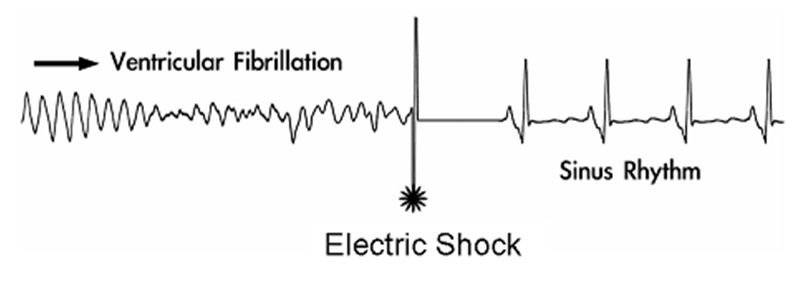 Ventricular Fibrillation
Sinus Rhythm
Electric Shock